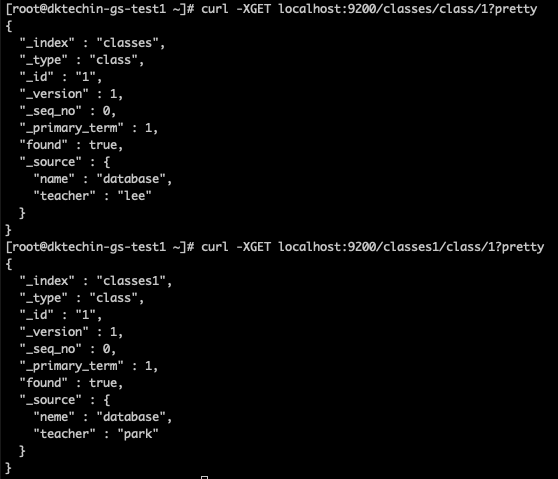 [root@dktechin-gs-test1 ~]# curl -XGET localhost:9200/classes/class/1?pretty
{
  "_index" : "classes",
  "_type" : "class",
  "_id" : "1",
  "_version" : 1,
  "_seq_no" : 0,
  "_primary_term" : 1,
  "found" : true,
  "_source" : {
    "name" : "database",
    "teacher" : "lee"
  }
}
[root@dktechin-gs-test1 ~]# curl -XGET localhost:9200/classes1/class/1?pretty
{
  "_index" : "classes1",
  "_type" : "class",
  "_id" : "1",
  "_version" : 1,
  "_seq_no" : 0,
  "_primary_term" : 1,
  "found" : true,
  "_source" : {
    "neme" : "database",
    "teacher" : "park"
  }
}